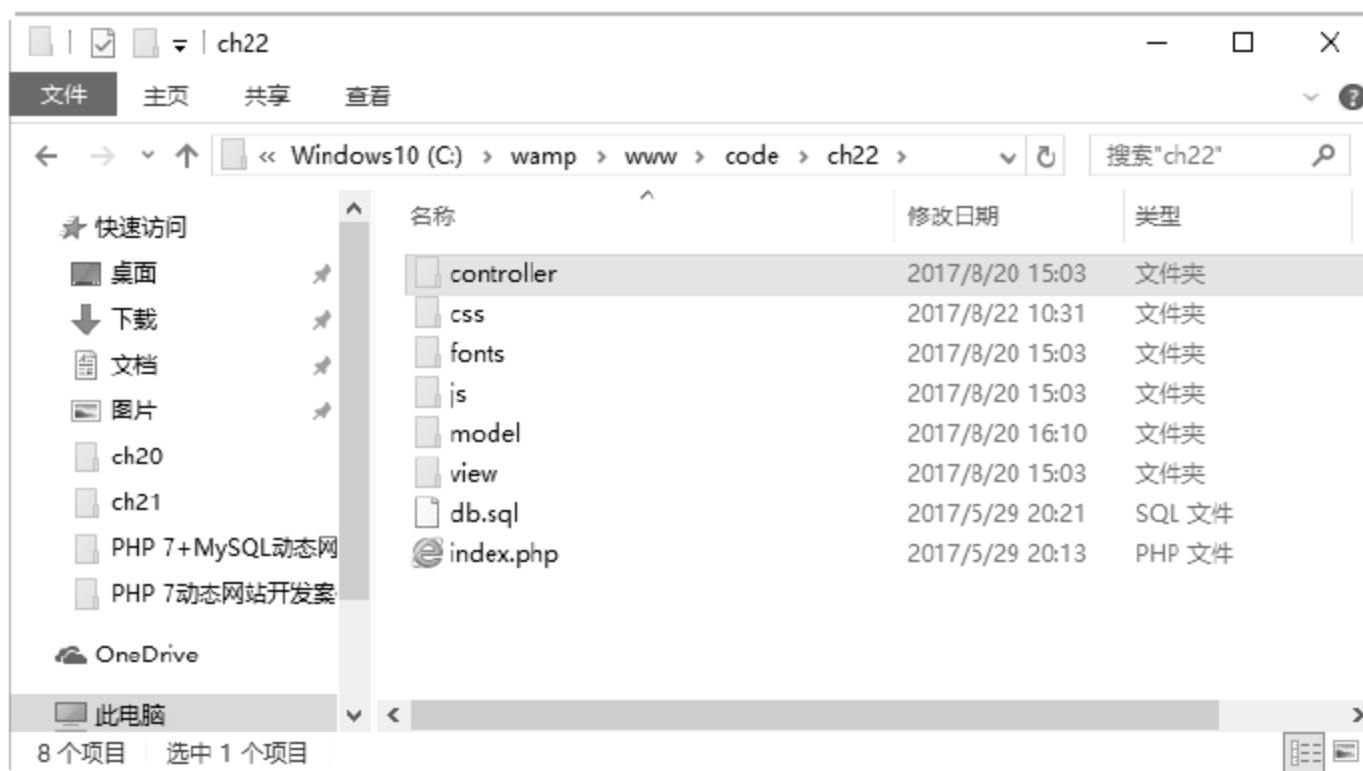 ch22
文件 主页 共享 查看
« Windows10 (C:) > wamp > www > code > ch22 > 搜索"ch22"
快速访问
桌面
下载
文档
图片
ch20
ch21
PHP 7+MySQL动态网
PHP 7动态网站开发案
OneDrive
此电脑
名称 修改日期 类型
controller 2017/8/20 15:03 文件夹
css 2017/8/22 10:31 文件夹
fonts 2017/8/20 15:03 文件夹
js 2017/8/20 15:03 文件夹
model 2017/8/20 16:10 文件夹
view 2017/8/20 15:03 文件夹
db.sql 2017/5/29 20:21 SQL 文件
index.php 2017/5/29 20:13 PHP 文件
8 个项目 选中 1 个项目